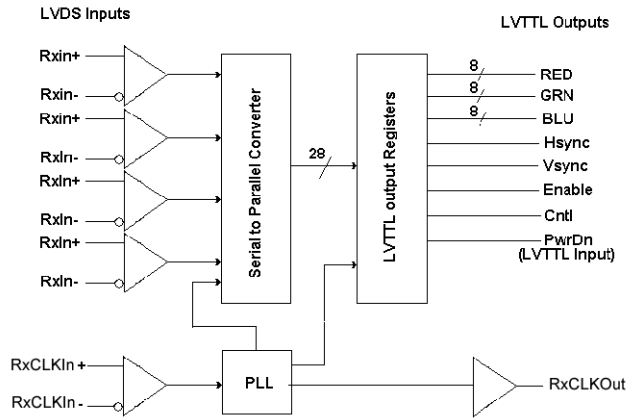 LVDS Inputs
LVTTL Outputs
Rxin+
Rxin-
Rxin+
RxIn-
RxIn+
RxIn-
RxIn+
RxIn-
Serial to Parallel Converter
28
LVTTL output Registers
8
RED
8
GRN
8
BLU
Hsync
Vsync
Enable
Cntl
PwrDn
(LVTTL Input)
RxCLKIn +
RxCLKIn -
PLL
RxCLKOut